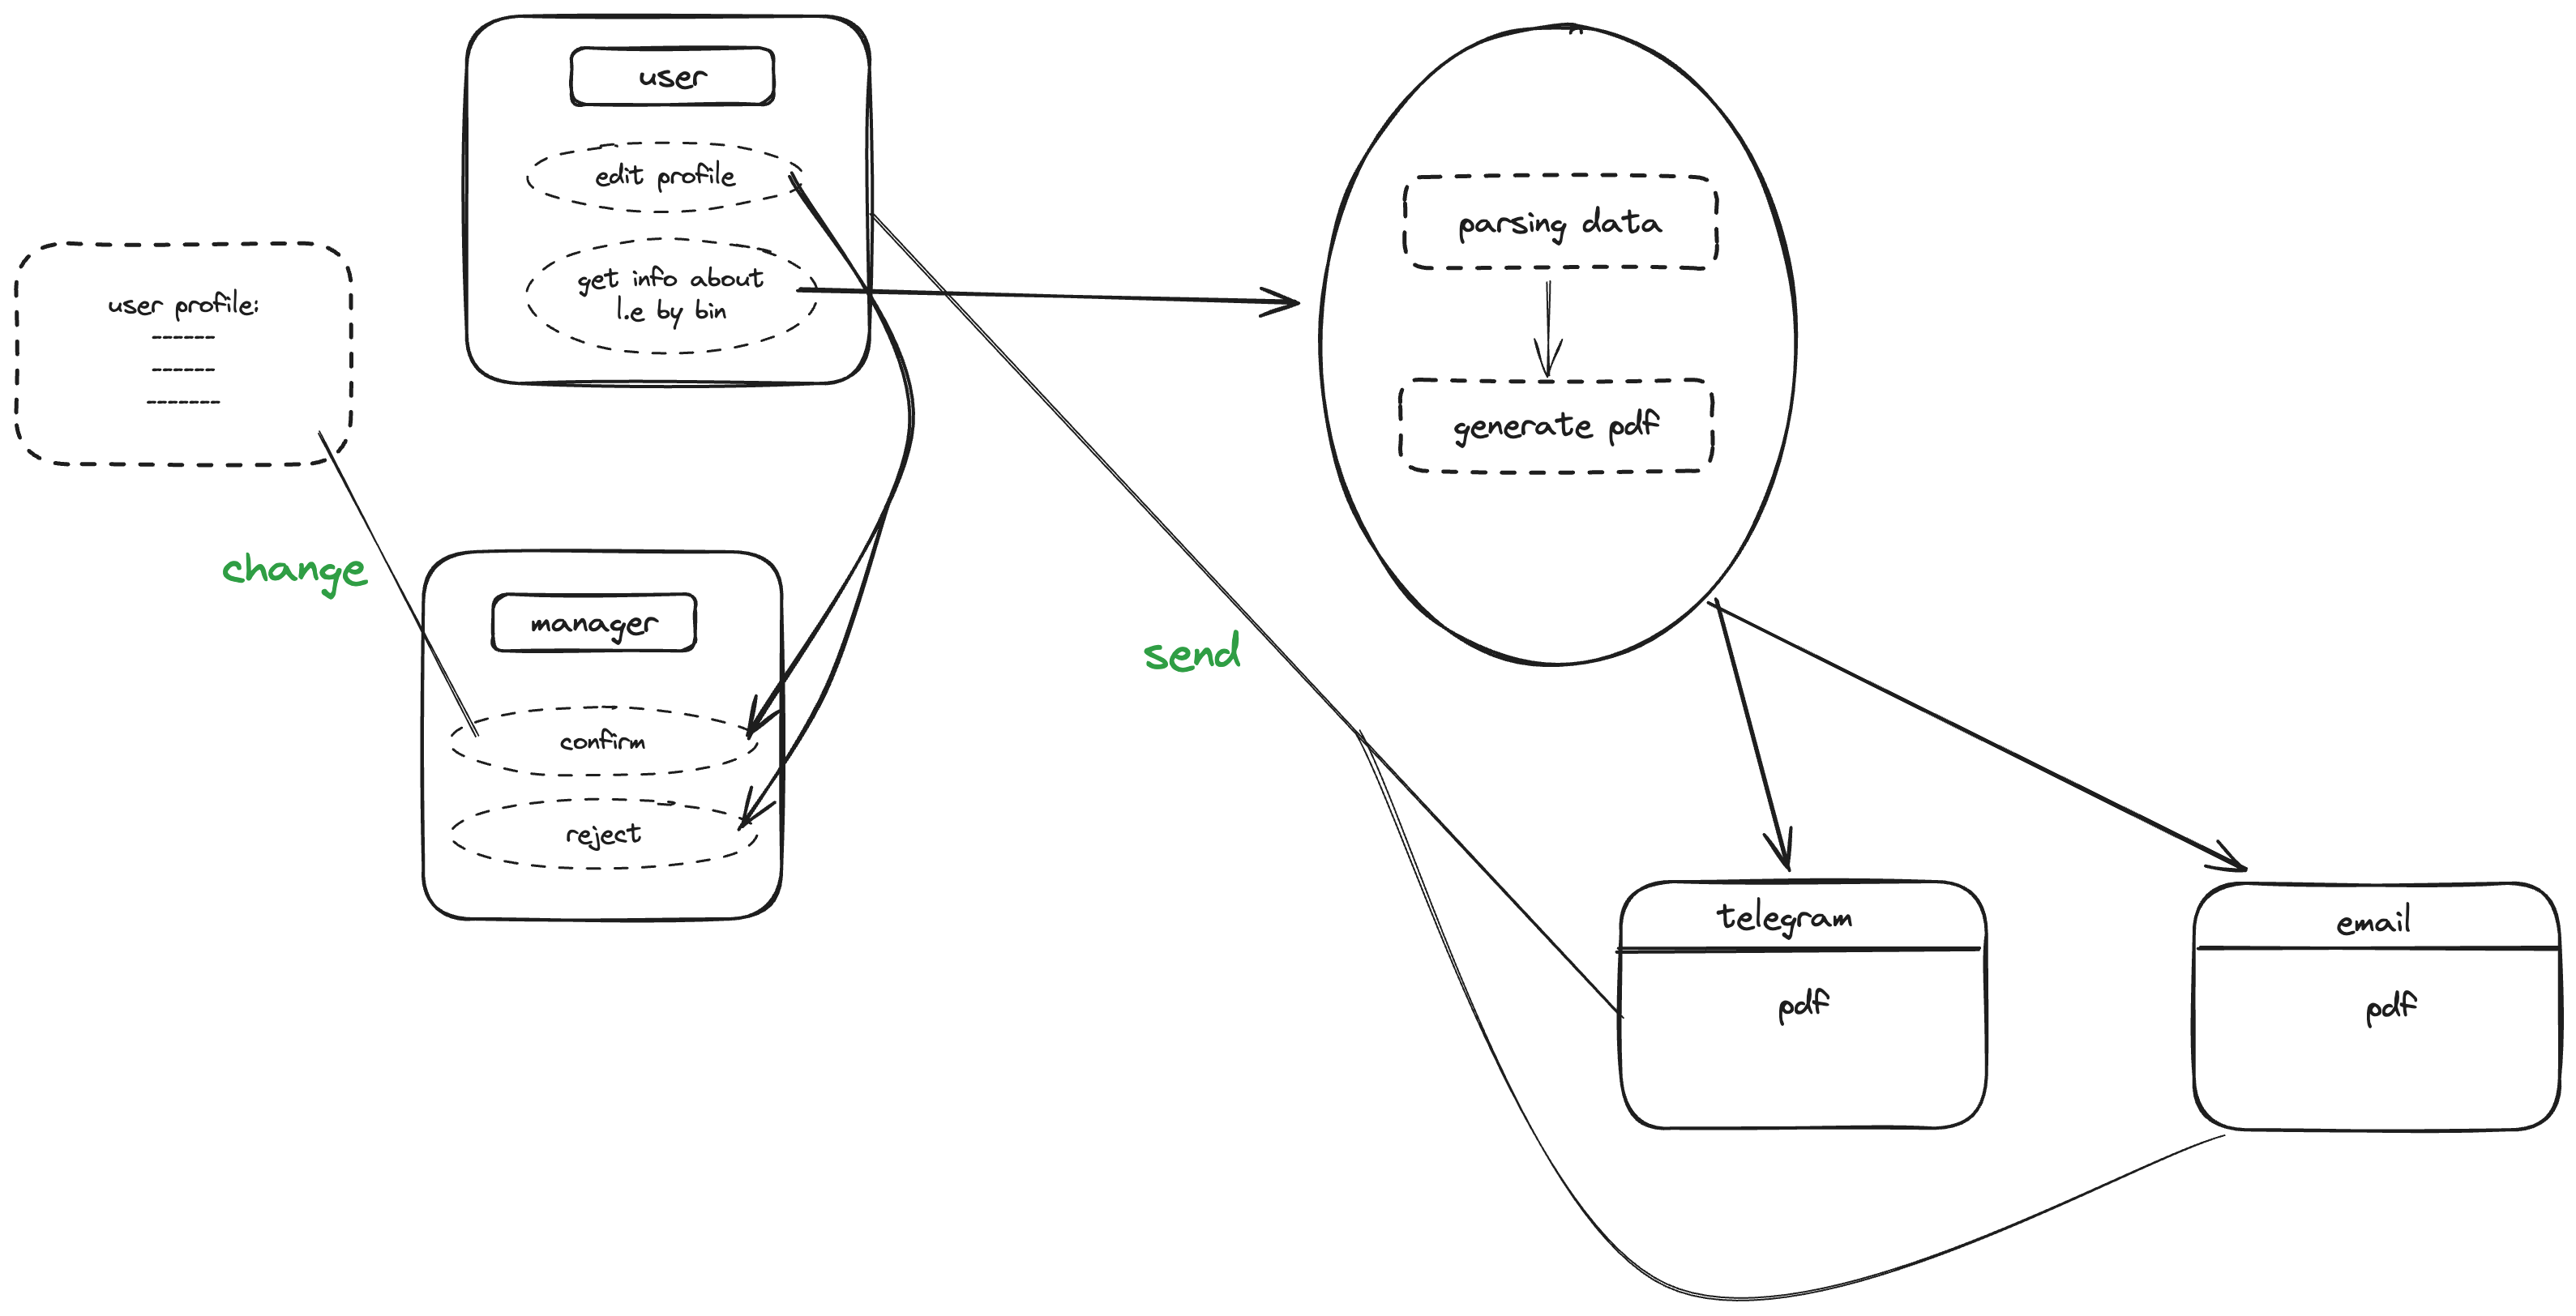 user
edit profile
get info about
l.e by bin
user profile:
------
------
-------
change
manager
confirm
reject
parsing data
generate pdf
send
telegram
pdf
email
pdf